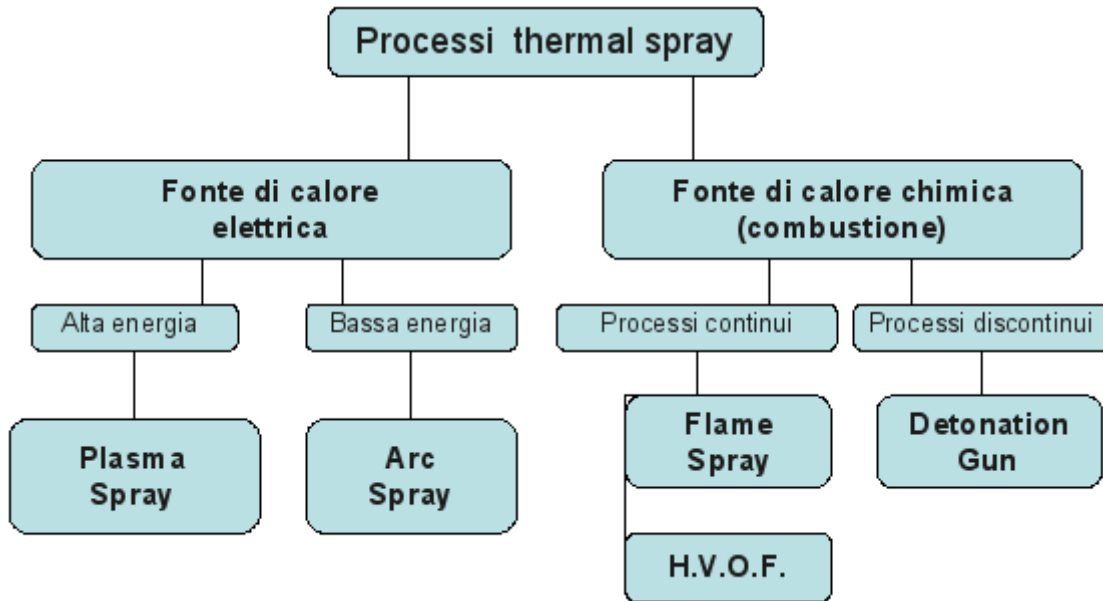 Processi thermal spray
Fonte di calore
elettrica
Fonte di calore chimica
(combustione)
Alta energia
Bassa energia
Processi continui
Processi discontinui
Plasma
Spray
Arc
Spray
Flame
Spray
Detonation
Gun
H.V.O.F.